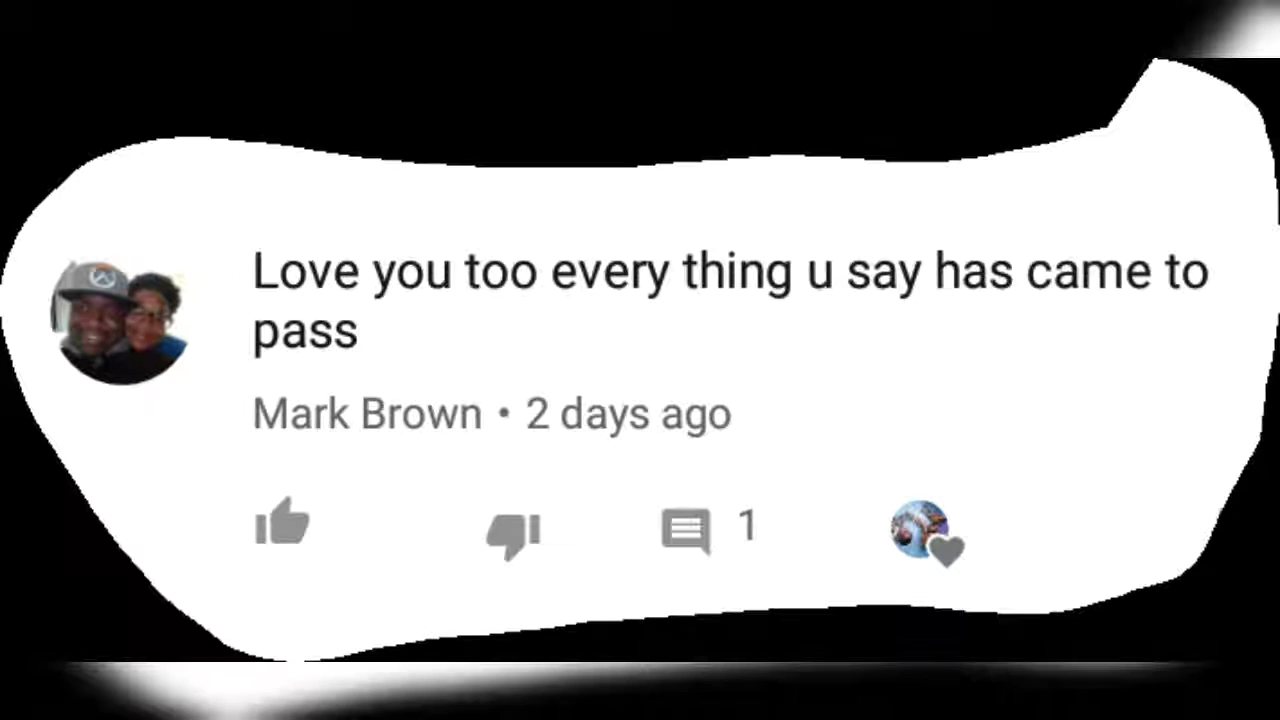 Love you too every thing u say has came to
pass
Mark Brown • 2 days ago
1